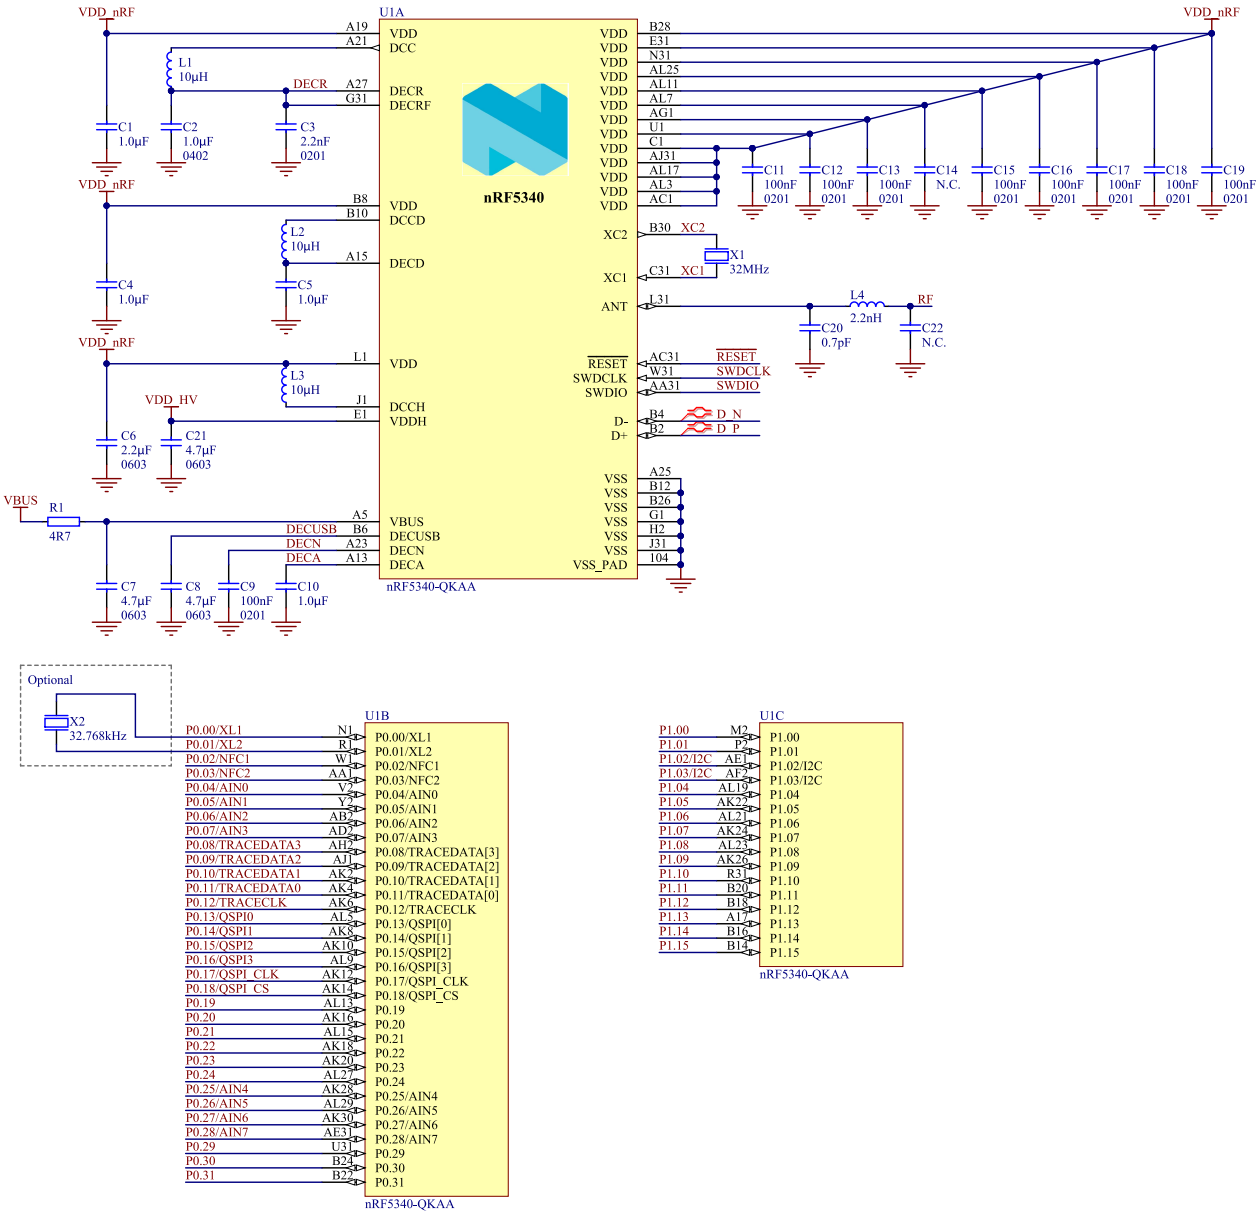 VDD_nRF
U1A
VDD_nRF
A19 VDD
A21 DCC
L1
10µH
DECR A27 DECR
G31 DECRF
C1
1.0µF
C2
1.0µF
0402
C3
2.2nF
0201
nRF5340
VDD B28
VDD E31
VDD N31
VDD AL25
VDD AL11
VDD AL7
VDD AG1
VDD U1
VDD C1
VDD AJ31
VDD AL17
VDD AL3
VDD AC1
C11
100nF
0201
C12
100nF
0201
C13
100nF
0201
C14
N.C.
C15
100nF
0201
C16
100nF
0201
C17
100nF
0201
C18
100nF
0201
C19
100nF
0201
VDD_nRF
B8 VDD
B10 DCCD
L2
10µH
A15 DECD
C4
1.0µF
C5
1.0µF
XC2 B30 XC2
X1
32MHz
XC1 C31 XC1
ANT L31
L4
2.2nH
RF
C20
0.7pF
C22
N.C.
VDD_nRF
L1 VDD
L3
10µH
J1 DCCH
VDD_HV
E1 VDDH
C6
2.2µF
0603
C21
4.7µF
0603
RESET AC31 RESET
SWDCLK W31 SWDCLK
SWDIO AA31 SWDIO
D- B4 D_N
D+ B2 D_P
VSS A25
VSS B12
VSS B26
VSS G1
VSS H2
VSS J31
VSS_PAD 104
VBUS
R1
4R7
A5 VBUS
DECUSB B6 DECUSB
DECN A23 DECN
DECA A13 DECA
C7
4.7µF
0603
C8
4.7µF
0603
C9
100nF
0201
C10
1.0µF
nRF5340-QKAA
Optional
X2
32.768kHz
U1B
P0.00/XL1 N1 P0.00/XL1
P0.01/XL2 R1 P0.01/XL2
P0.02/NFC1 W1 P0.02/NFC1
P0.03/NFC2 AA1 P0.03/NFC2
P0.04/AIN0 V2 P0.04/AIN0
P0.05/AIN1 Y2 P0.05/AIN1
P0.06/AIN2 AB2 P0.06/AIN2
P0.07/AIN3 AD2 P0.07/AIN3
P0.08/TRACEDATA3 AH2 P0.08/TRACEDATA[3]
P0.09/TRACEDATA2 AJ1 P0.09/TRACEDATA[2]
P0.10/TRACEDATA1 AK2 P0.10/TRACEDATA[1]
P0.11/TRACEDATA0 AK4 P0.11/TRACEDATA[0]
P0.12/TRACECLK AK6 P0.12/TRACECLK
P0.13/QSPI0 AL5 P0.13/QSPI[0]
P0.14/QSPI1 AK8 P0.14/QSPI[1]
P0.15/QSPI2 AK10 P0.15/QSPI[2]
P0.16/QSPI3 AL9 P0.16/QSPI[3]
P0.17/QSPI_CLK AK12 P0.17/QSPI_CLK
P0.18/QSPI_CS AK14 P0.18/QSPI_CS
P0.19 AL13 P0.19
P0.20 AK16 P0.20
P0.21 AL15 P0.21
P0.22 AK18 P0.22
P0.23 AK20 P0.23
P0.24 AL27 P0.24
P0.25/AIN4 AK28 P0.25/AIN4
P0.26/AIN5 AL29 P0.26/AIN5
P0.27/AIN6 AK30 P0.27/AIN6
P0.28/AIN7 AE31 P0.28/AIN7
P0.29 U31 P0.29
P0.30 B24 P0.30
P0.31 B22 P0.31
nRF5340-QKAA
U1C
P1.00 M2 P1.00
P1.01 P2 P1.01
P1.02/I2C AE1 P1.02/I2C
P1.03/I2C AF2 P1.03/I2C
P1.04 AL19 P1.04
P1.05 AK22 P1.05
P1.06 AL21 P1.06
P1.07 AK24 P1.07
P1.08 AL23 P1.08
P1.09 AK26 P1.09
P1.10 R31 P1.10
P1.11 B20 P1.11
P1.12 B18 P1.12
P1.13 A17 P1.13
P1.14 B16 P1.14
P1.15 B14 P1.15
nRF5340-QKAA